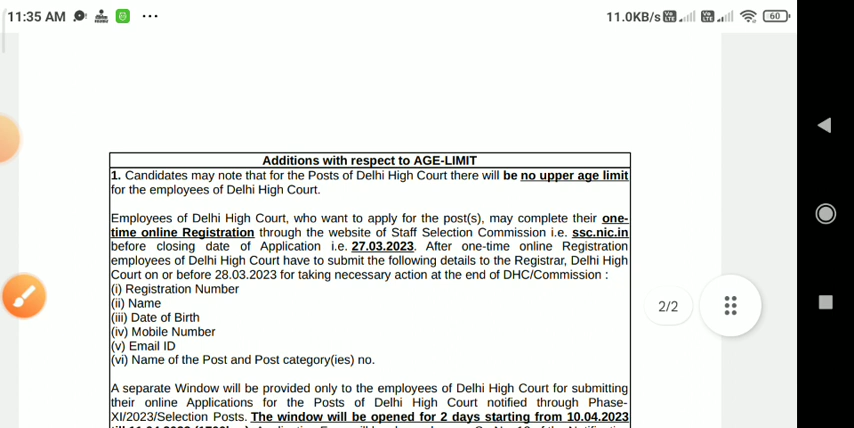 11:35 AM ... 11.0KB/s 60
Additions with respect to AGE-LIMIT
1. Candidates may note that for the Posts of Delhi High Court there will be no upper age limit
for the employees of Delhi High Court.
Employees of Delhi High Court, who want to apply for the post(s), may complete their one-
time online Registration through the website of Staff Selection Commission i.e. ssc.nic.in
before closing date of Application i.e. 27.03.2023. After one-time online Registration
employees of Delhi High Court have to submit the following details to the Registrar, Delhi High
Court on or before 28.03.2023 for taking necessary action at the end of DHC/Commission :
(i) Registration Number
(ii) Name
(iii) Date of Birth
(iv) Mobile Number
(v) Email ID
(vi) Name of the Post and Post category(ies) no.
2/2
A separate Window will be provided only to the employees of Delhi High Court for submitting
their online Applications for the Posts of Delhi High Court notified through Phase-
XI/2023/Selection Posts. The window will be opened for 2 days starting from 10.04.2023